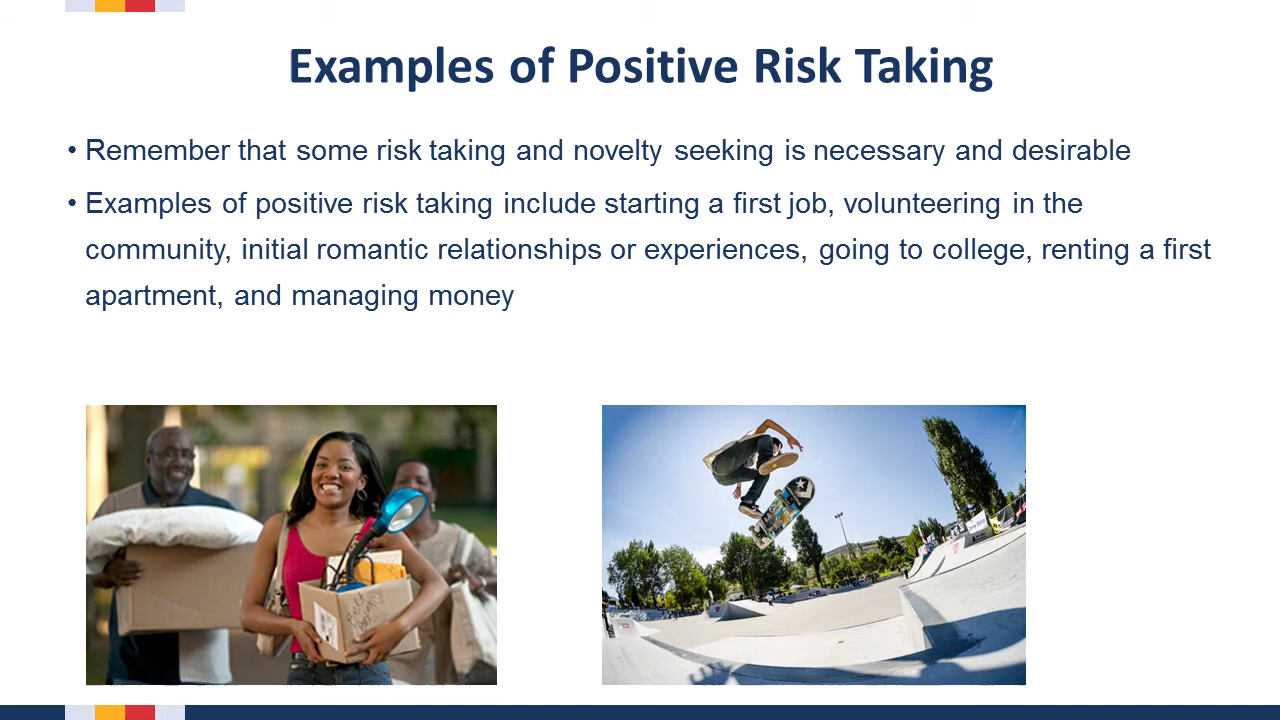 Examples of Positive Risk Taking
• Remember that some risk taking and novelty seeking is necessary and desirable
• Examples of positive risk taking include starting a first job, volunteering in the
community, initial romantic relationships or experiences, going to college, renting a first
apartment, and managing money